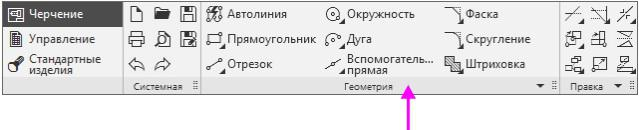 Черчение
Управление
Стандартные
изделия
Системная
Автолиния
Окружность
Фаска
Прямоугольник
Дуга
Скругление
Отрезок
Вспомогатель...
прямая
Штриховка
Геометрия
Правка